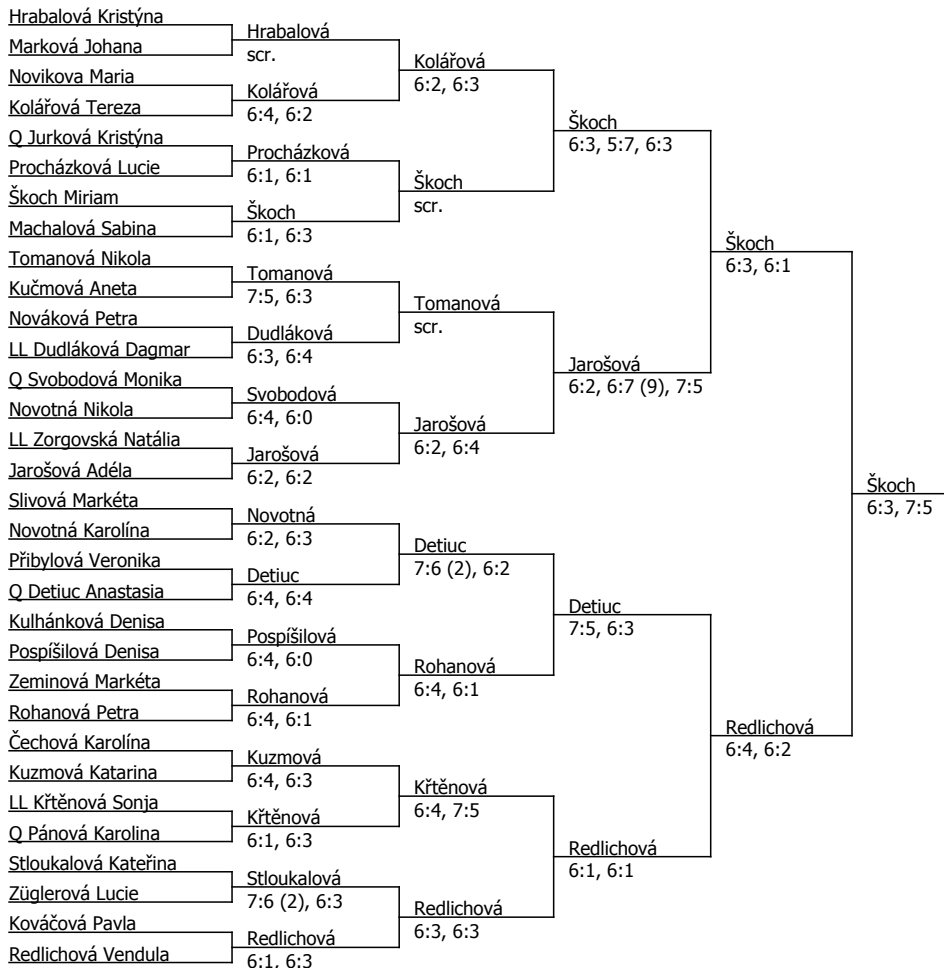 Hrabalová Kristýna
Marková Johana
Novikova Maria
Kolářová Tereza
Q Jurková Kristýna
Procházková Lucie
Škoch Miriam
Machalová Sabina
Tomanová Nikola
Kučmová Aneta
Nováková Petra
LL Dudláková Dagmar
Q Svobodová Monika
Novotná Nikola
LL Zorgovská Natália
Jarošová Adéla
Slivová Markéta
Novotná Karolína
Přibylová Veronika
Q Detiuc Anastasia
Kulhánková Denisa
Pospíšilová Denisa
Zeminová Markéta
Rohanová Petra
Čechová Karolína
Kuzmová Katarina
LL Křtěnová Sonja
Q Pánová Karolina
Stloukalová Kateřina
Züglerová Lucie
Kováčová Pavla
Redlichová Vendula
Hrabalová
scr.
Kolářová
6:4, 6:2
Procházková
6:1, 6:1
Škoch
6:1, 6:3
Tomanová
7:5, 6:3
Dudláková
6:3, 6:4
Svobodová
6:4, 6:0
Jarošová
6:2, 6:2
Novotná
6:2, 6:3
Detiuc
6:4, 6:4
Pospíšilová
6:4, 6:0
Rohanová
6:4, 6:1
Kuzmová
6:4, 6:3
Křtěnová
6:1, 6:3
Stloukalová
7:6 (2), 6:3
Redlichová
6:1, 6:3
Kolářová
6:2, 6:3
Škoch
scr.
Tomanová
scr.
Jarošová
6:2, 6:4
Detiuc
7:6 (2), 6:2
Rohanová
6:4, 6:1
Křtěnová
6:4, 7:5
Redlichová
6:3, 6:3
Škoch
6:3, 5:7, 6:3
Jarošová
6:2, 6:7 (9), 7:5
Detiuc
7:5, 6:3
Redlichová
6:1, 6:1
Škoch
6:3, 6:1
Redlichová
6:4, 6:2
Škoch
6:3, 7:5